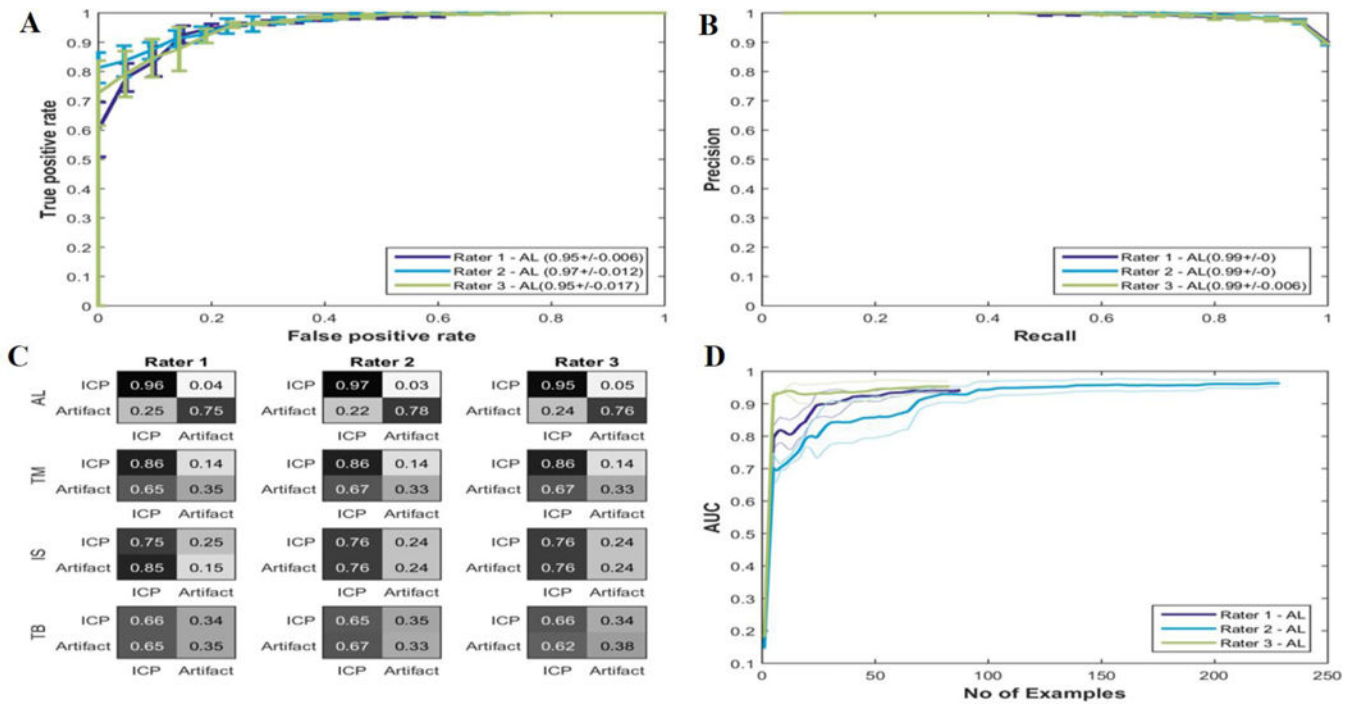 A
1
0.9
0.8
0.7
0.6
0.5
0.4
0.3
0.2
0.1
0
True positive rate
Rater 1 - AL (0.95+/-0.006)
Rater 2 - AL (0.97+/-0.012)
Rater 3 - AL(0.95+/-0.017)
0 0.2 0.4 0.6 0.8 1
False positive rate
B
1
0.9
0.8
0.7
0.6
0.5
0.4
0.3
0.2
0.1
0
Precision
Rater 1 - AL(0.99+/-0)
Rater 2 - AL(0.99+/-0)
Rater 3 - AL(0.99+/-0.006)
0 0.2 0.4 0.6 0.8 1
Recall
C
Rater 1 Rater 2 Rater 3
AL
ICP 0.96 0.04 ICP 0.97 0.03 ICP 0.95 0.05
Artifact 0.25 0.75 Artifact 0.22 0.78 Artifact 0.24 0.76
ICP Artifact ICP Artifact ICP Artifact
TM
ICP 0.86 0.14 ICP 0.86 0.14 ICP 0.86 0.14
Artifact 0.65 0.35 Artifact 0.67 0.33 Artifact 0.67 0.33
ICP Artifact ICP Artifact ICP Artifact
IS
ICP 0.75 0.25 ICP 0.76 0.24 ICP 0.76 0.24
Artifact 0.85 0.15 Artifact 0.76 0.24 Artifact 0.76 0.24
ICP Artifact ICP Artifact ICP Artifact
TB
ICP 0.66 0.34 ICP 0.65 0.35 ICP 0.66 0.34
Artifact 0.65 0.35 Artifact 0.67 0.33 Artifact 0.62 0.38
ICP Artifact ICP Artifact ICP Artifact
D
1
0.9
0.8
0.7
0.6
0.5
0.4
0.3
0.2
0.1
AUC
Rater 1 - AL
Rater 2 - AL
Rater 3 - AL
0 50 100 150 200 250
No of Examples